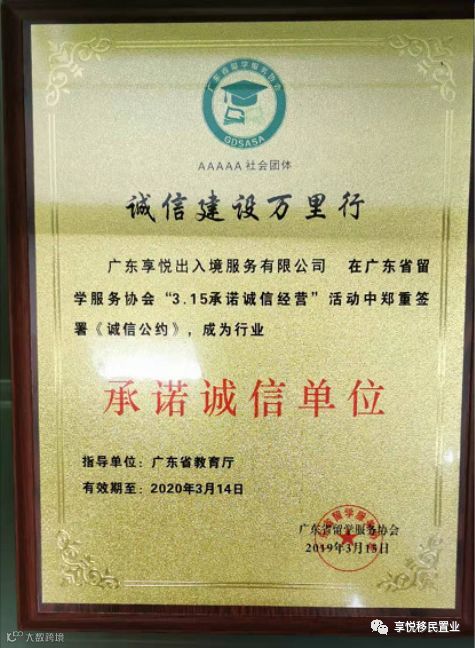 广东省留学服务协会
GDSASA
AAAAA 社会团体
诚信建设万里行
广东享悦出入境服务有限公司 在广东省留
学服务协会“3.15承诺诚信经营”活动中郑重签
署《诚信公约》，成为行业
承诺诚信单位
指导单位：广东省教育厅
有效期至：2020年3月14日
广东省留学服务协会
2019年3月15日
大数跨境
享悦移民置业